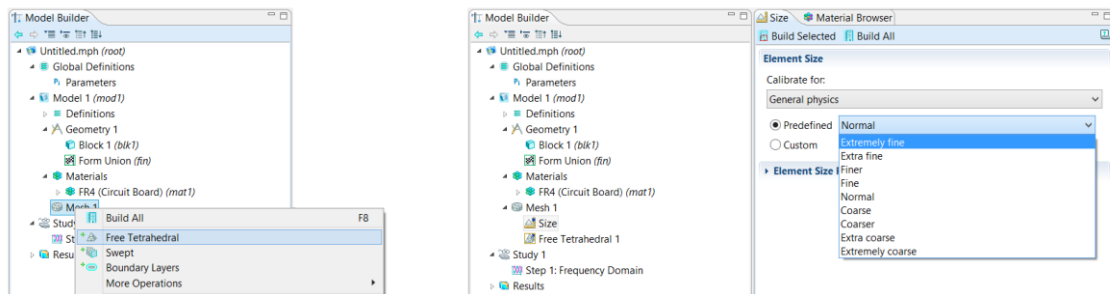 Model Builder
Untitled.mph (root)
Global Definitions
Pi Parameters
Model 1 (mod1)
Definitions
Geometry 1
Block 1 (blk1)
Form Union (fin)
Materials
FR4 (Circuit Board) (mat1)
Mesh 1
Build All F8
Free Tetrahedral
Swept
Boundary Layers
More Operations
Model Builder
Untitled.mph (root)
Global Definitions
Pi Parameters
Model 1 (mod1)
Definitions
Geometry 1
Block 1 (blk1)
Form Union (fin)
Materials
FR4 (Circuit Board) (mat1)
Mesh 1
Size
Free Tetrahedral 1
Study 1
Step 1: Frequency Domain
Results
Size Material Browser
Build Selected Build All
Element Size
Calibrate for:
General physics
Predefined Normal
Custom
Element Size
Extremely fine
Extra fine
Finer
Fine
Normal
Coarse
Coarser
Extra coarse
Extremely coarse